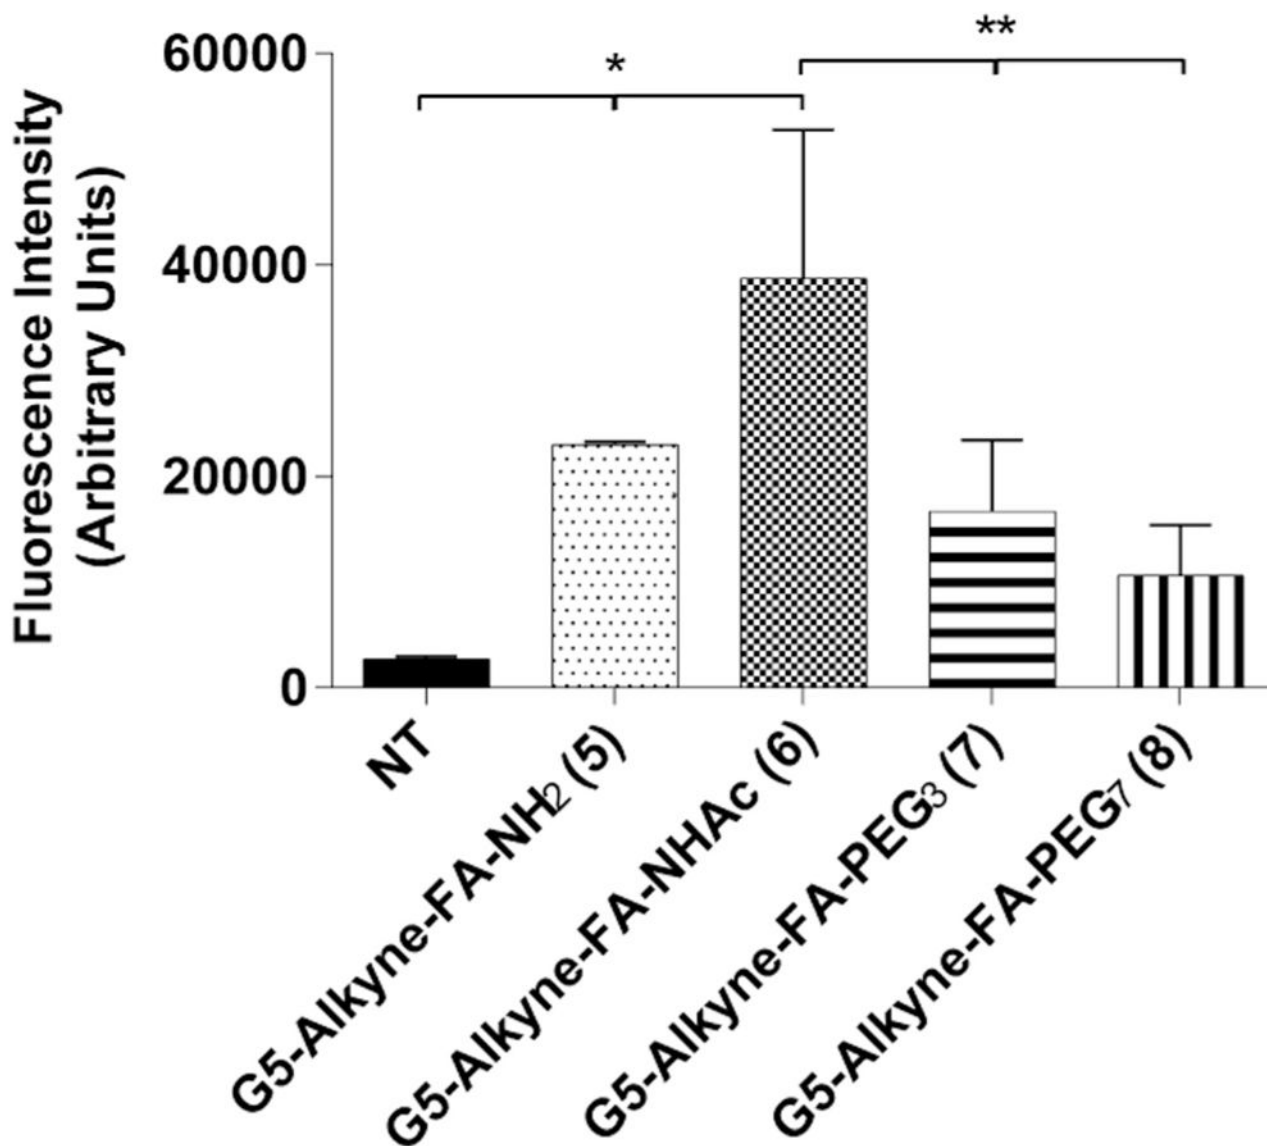 **
*
60000
40000
20000
0
Fluorescence Intensity
(Arbitrary Units)
NT
G5-Alkyne-FA-NH₂ (5)
G5-Alkyne-FA-NHAc (6)
G5-Alkyne-FA-PEG₃ (7)
G5-Alkyne-FA-PEG₇ (8)